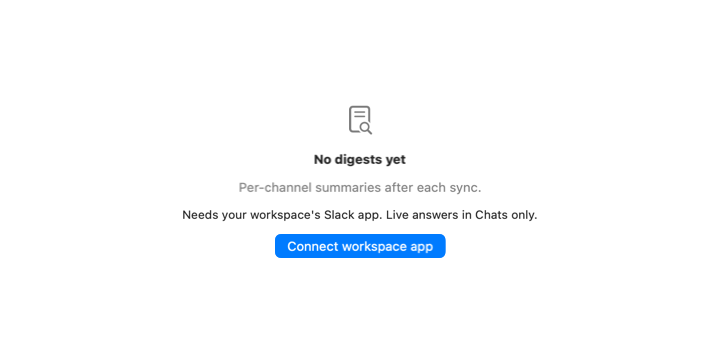 No digests yet
Per-channel summaries after each sync.
Needs your workspace's Slack app. Live answers in Chats only.
Connect workspace app